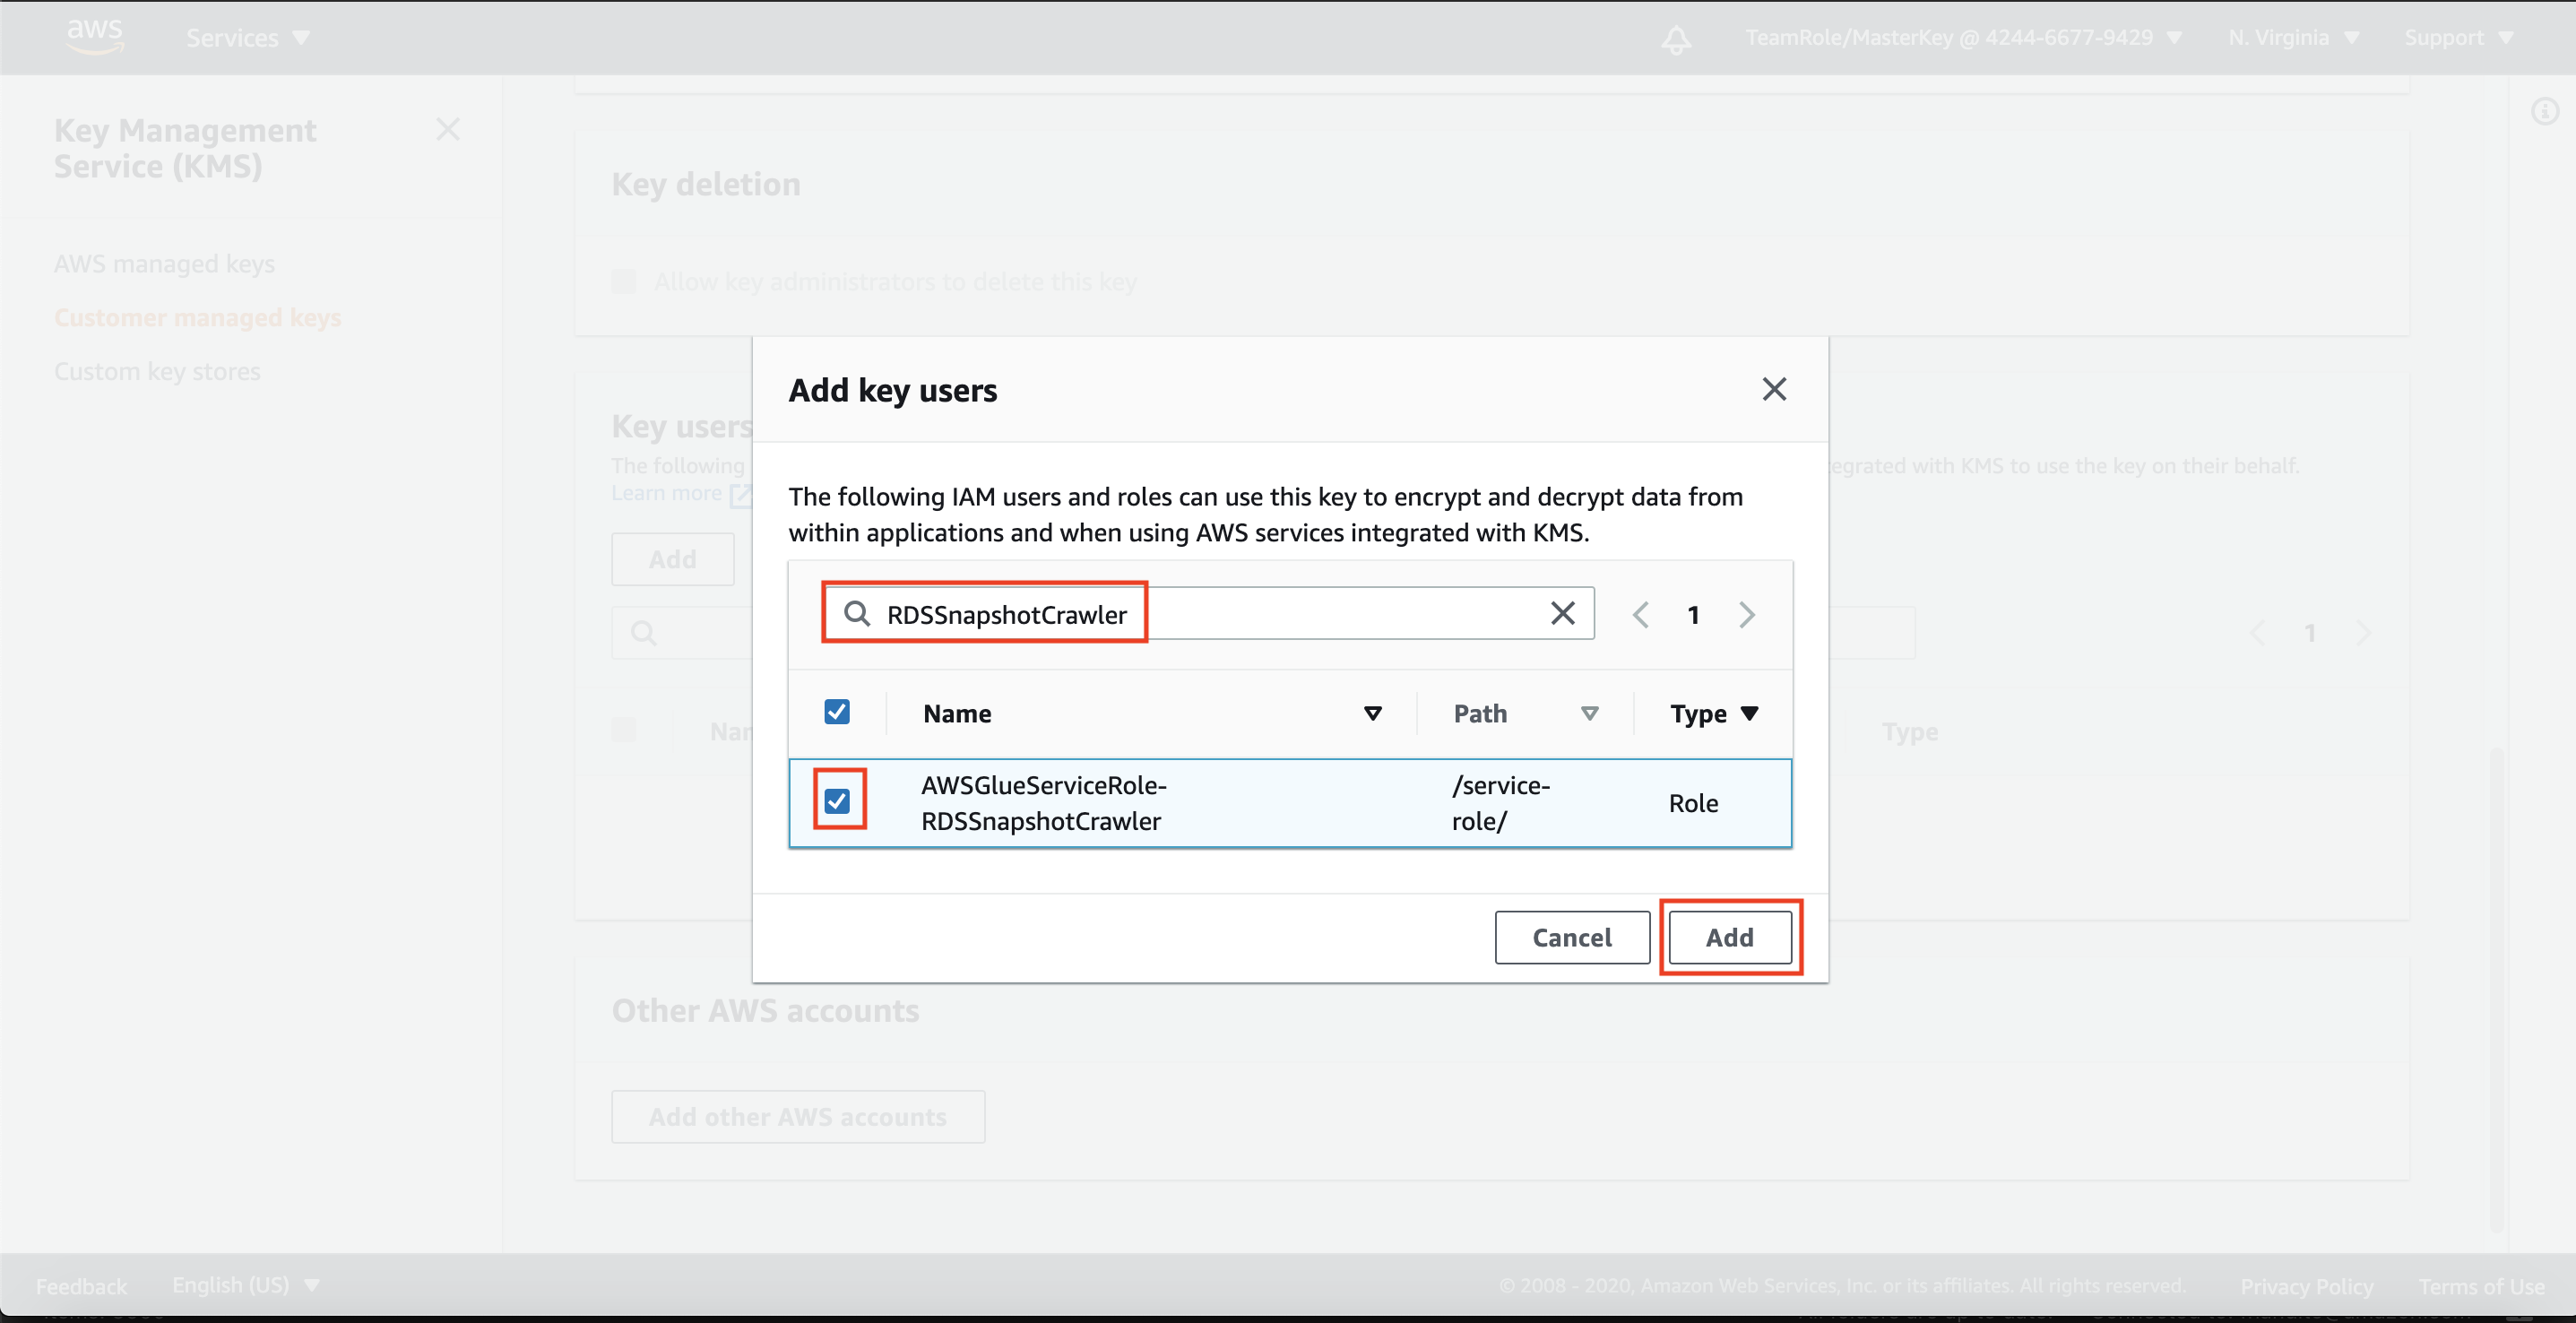 aws
Services
TeamRole/MasterKey @ 4244-6677-9429
N. Virginia
Support
Key Management
Service (KMS)
AWS managed keys
Customer managed keys
Custom key stores
Key deletion
Allow key administrators to delete this key
Key users
The following
tegrated with KMS to use the key on their behalf.
Learn more
Add
1
Nam
Type
Add key users
The following IAM users and roles can use this key to encrypt and decrypt data from
within applications and when using AWS services integrated with KMS.
RDSSnapshotCrawler
1
Name
Path
Type
AWSGlueServiceRole-
RDSSnapshotCrawler
/service-
role/
Role
Cancel
Add
Other AWS accounts
Add other AWS accounts
Feedback
English (US)
© 2008 - 2020, Amazon Web Services, Inc. or its affiliates. All rights reserved.
Privacy Policy
Terms of Use